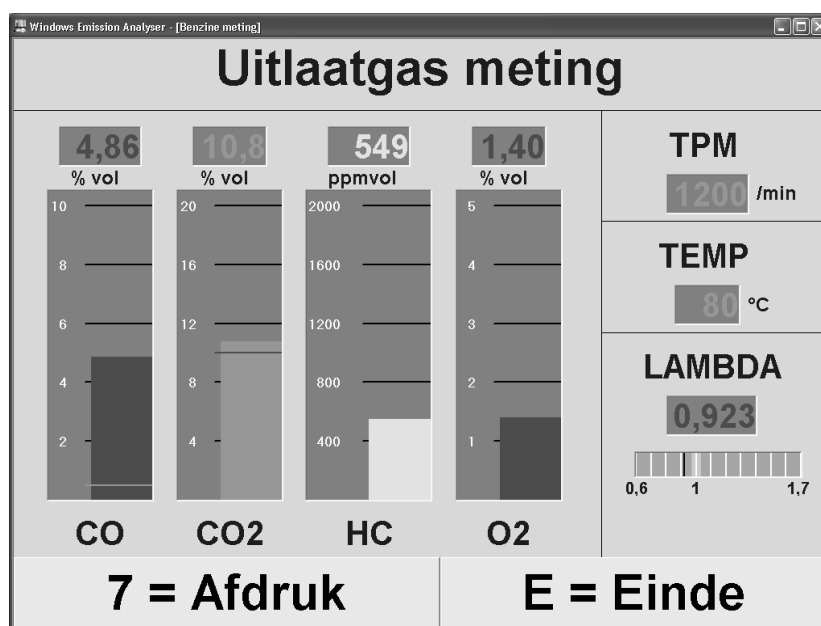 Windows Emission Analyser - [Benzine meting]
Uitlaatgas meting
4,86 10,8 549 1,40
% vol % vol ppmvol % vol
10 20 2000 5
8 16 1600 4
6 12 1200 3
4 8 800 2
2 4 400 1
CO CO2 HC O2
TPM
1200 /min
TEMP
80 °C
LAMBDA
0,923
0,6 1 1,7
7 = Afdruk E = Einde